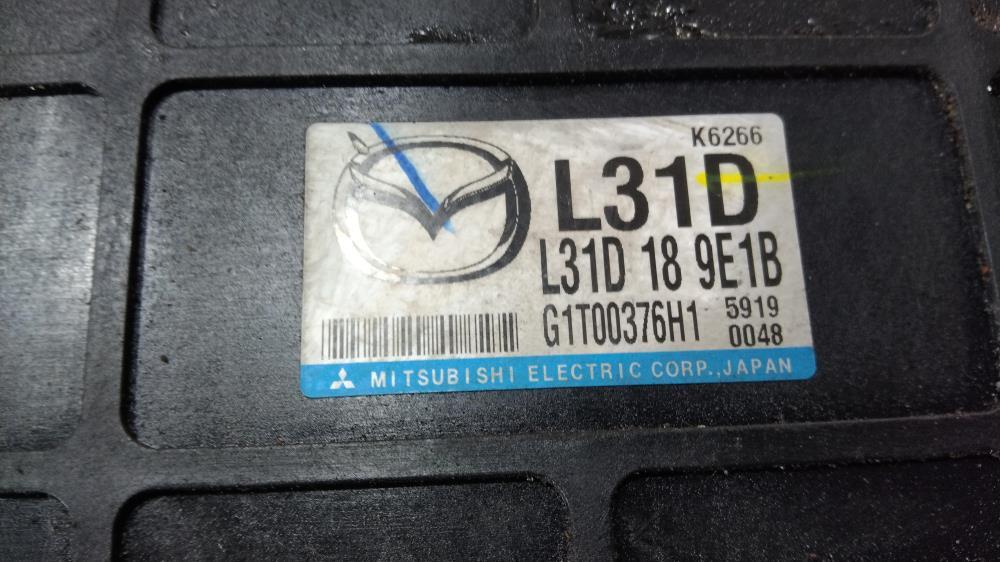 K6266
L31D
L31D 18 9E1B
G1T00376H1 5919
0048
MITSUBISHI ELECTRIC CORP.,JAPAN